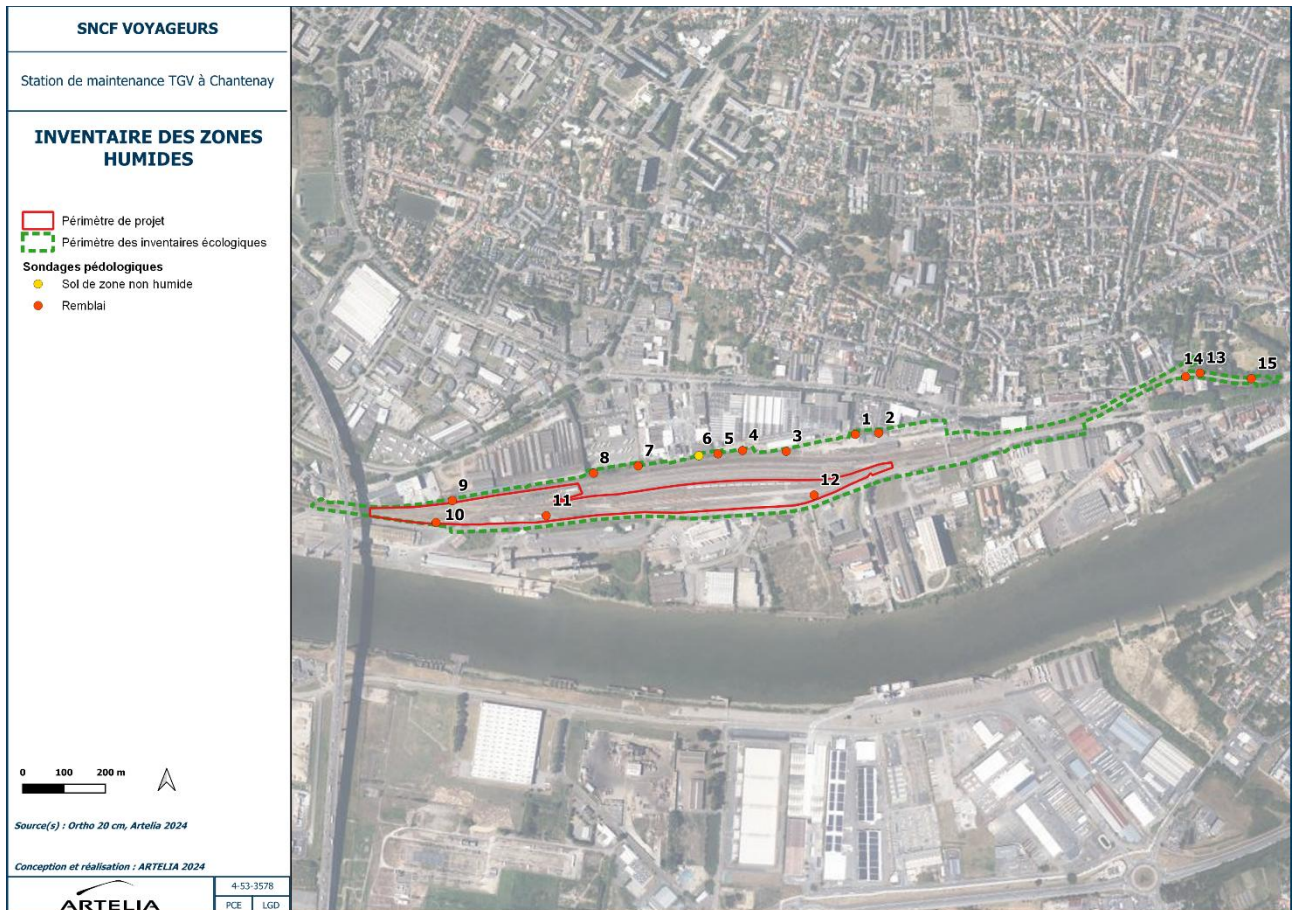 SNCF VOYAGEURS
Station de maintenance TGV à Chantenay
INVENTAIRE DES ZONES
HUMIDES
Périmètre de projet
Périmètre des inventaires écologiques
Sondages pédologiques
Sol de zone non humide
Remblai
0 100 200 m
Source(s) : Ortho 20 cm, Artelia 2024
Conception et réalisation : ARTELIA 2024
ARTELIA
4-53-3578
PCE LGD
14 13
15
1 2
6 5 4 3
8 7
9
10
11
12